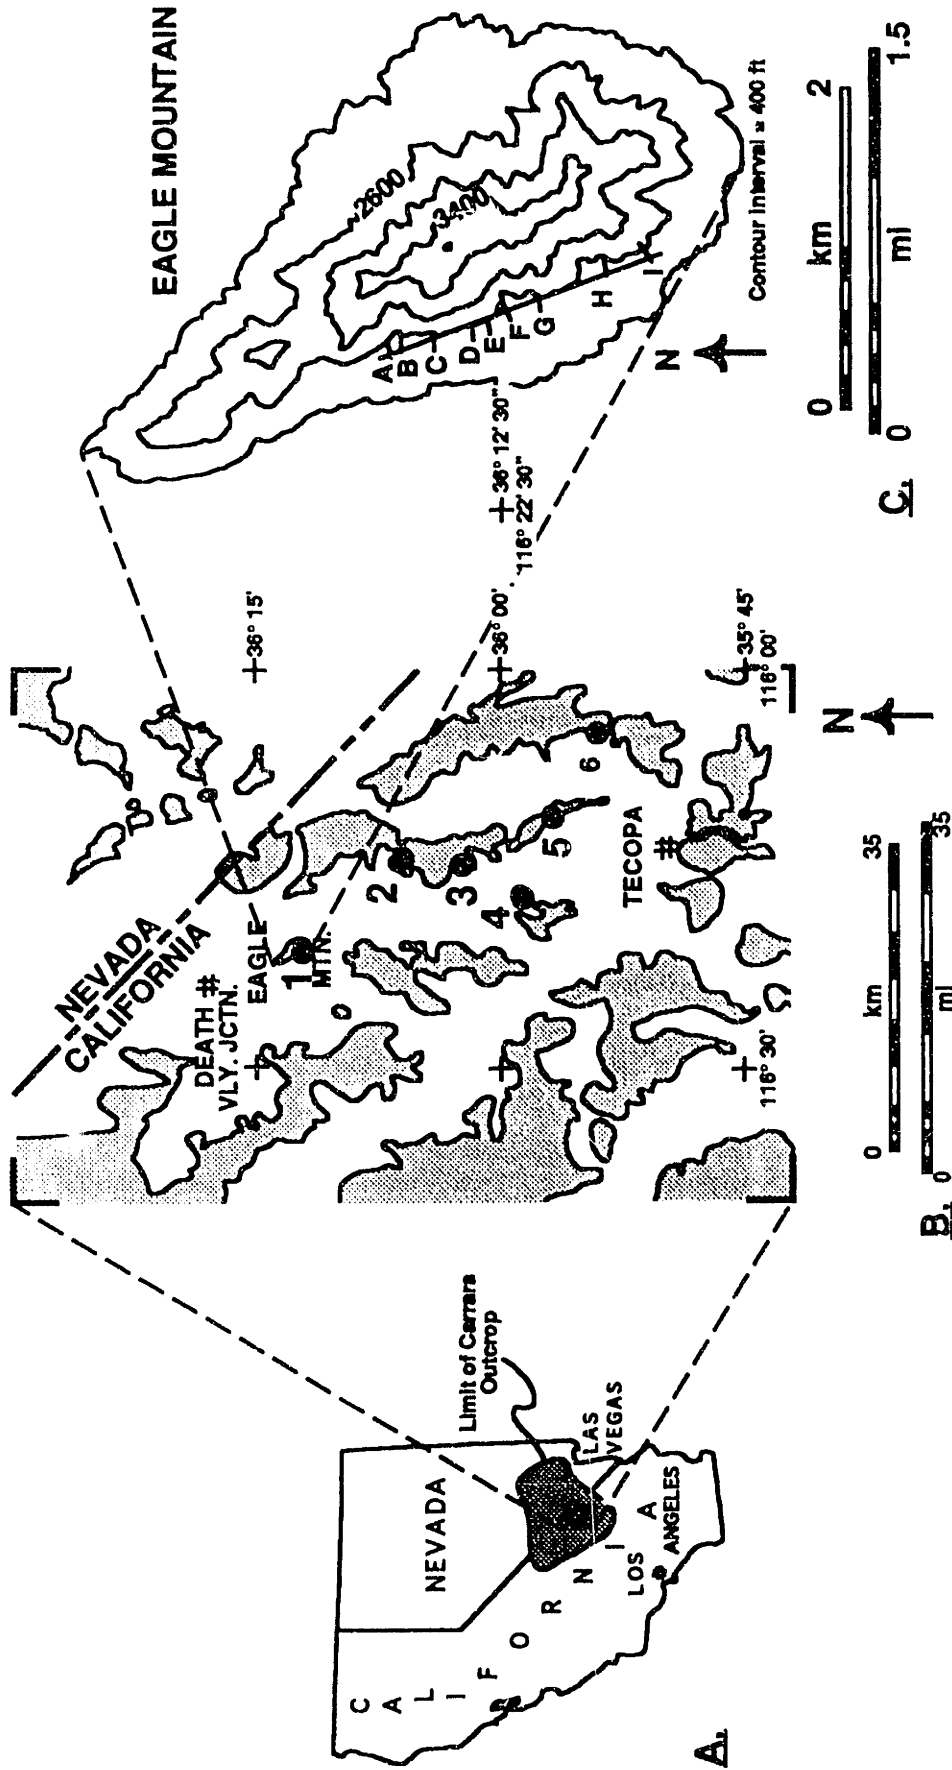 CALIFORNIA
NEVADA
Limit of Carrara
Outcrop
LAS
VEGAS
LOS
ANGELES
A.
NEVADA
CALIFORNIA
DEATH #
VLY. JCTN.
EAGLE
1
MTN.
2
3
4
5
6
TECOPA
#
36° 15'
36° 00'
35° 45'
116° 00'
116° 30'
N
0 km 35
0 mi 35
B.
EAGLE MOUNTAIN
2600
3400
A
B
C
D
E
F
G
H
I
36° 12' 30"
116° 22' 30"
N
Contour Interval = 400 ft
0 km 2
0 mi 1.5
C.